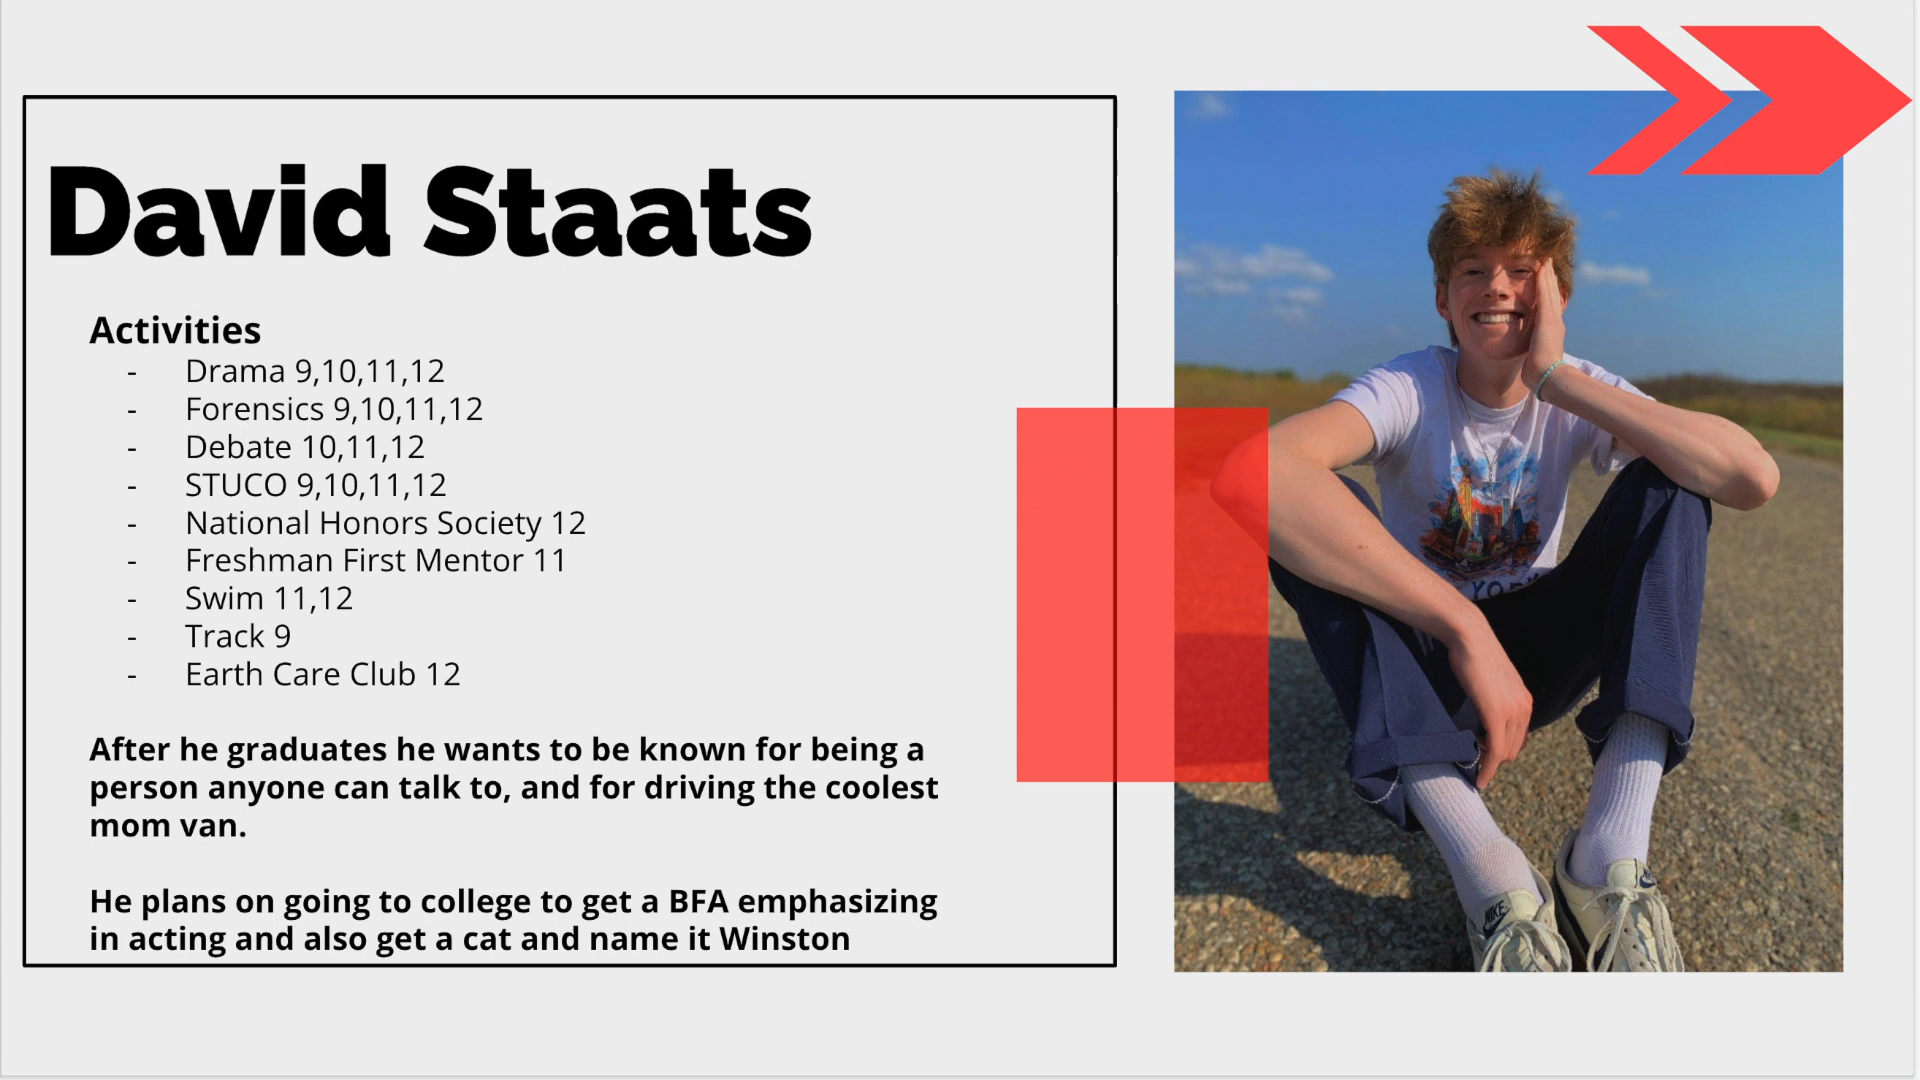 David Staats
Activities
- Drama 9,10,11,12
- Forensics 9,10,11,12
- Debate 10,11,12
- STUCO 9,10,11,12
- National Honors Society 12
- Freshman First Mentor 11
- Swim 11,12
- Track 9
- Earth Care Club 12
After he graduates he wants to be known for being a
person anyone can talk to, and for driving the coolest
mom van.
He plans on going to college to get a BFA emphasizing
in acting and also get a cat and name it Winston
NIKE